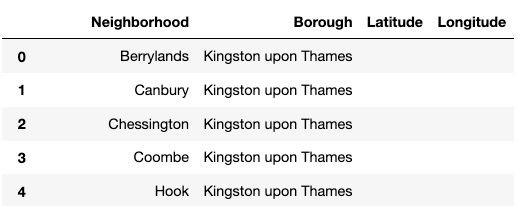 Neighborhood Borough Latitude Longitude
0 Berrylands Kingston upon Thames
1 Canbury Kingston upon Thames
2 Chessington Kingston upon Thames
3 Coombe Kingston upon Thames
4 Hook Kingston upon Thames